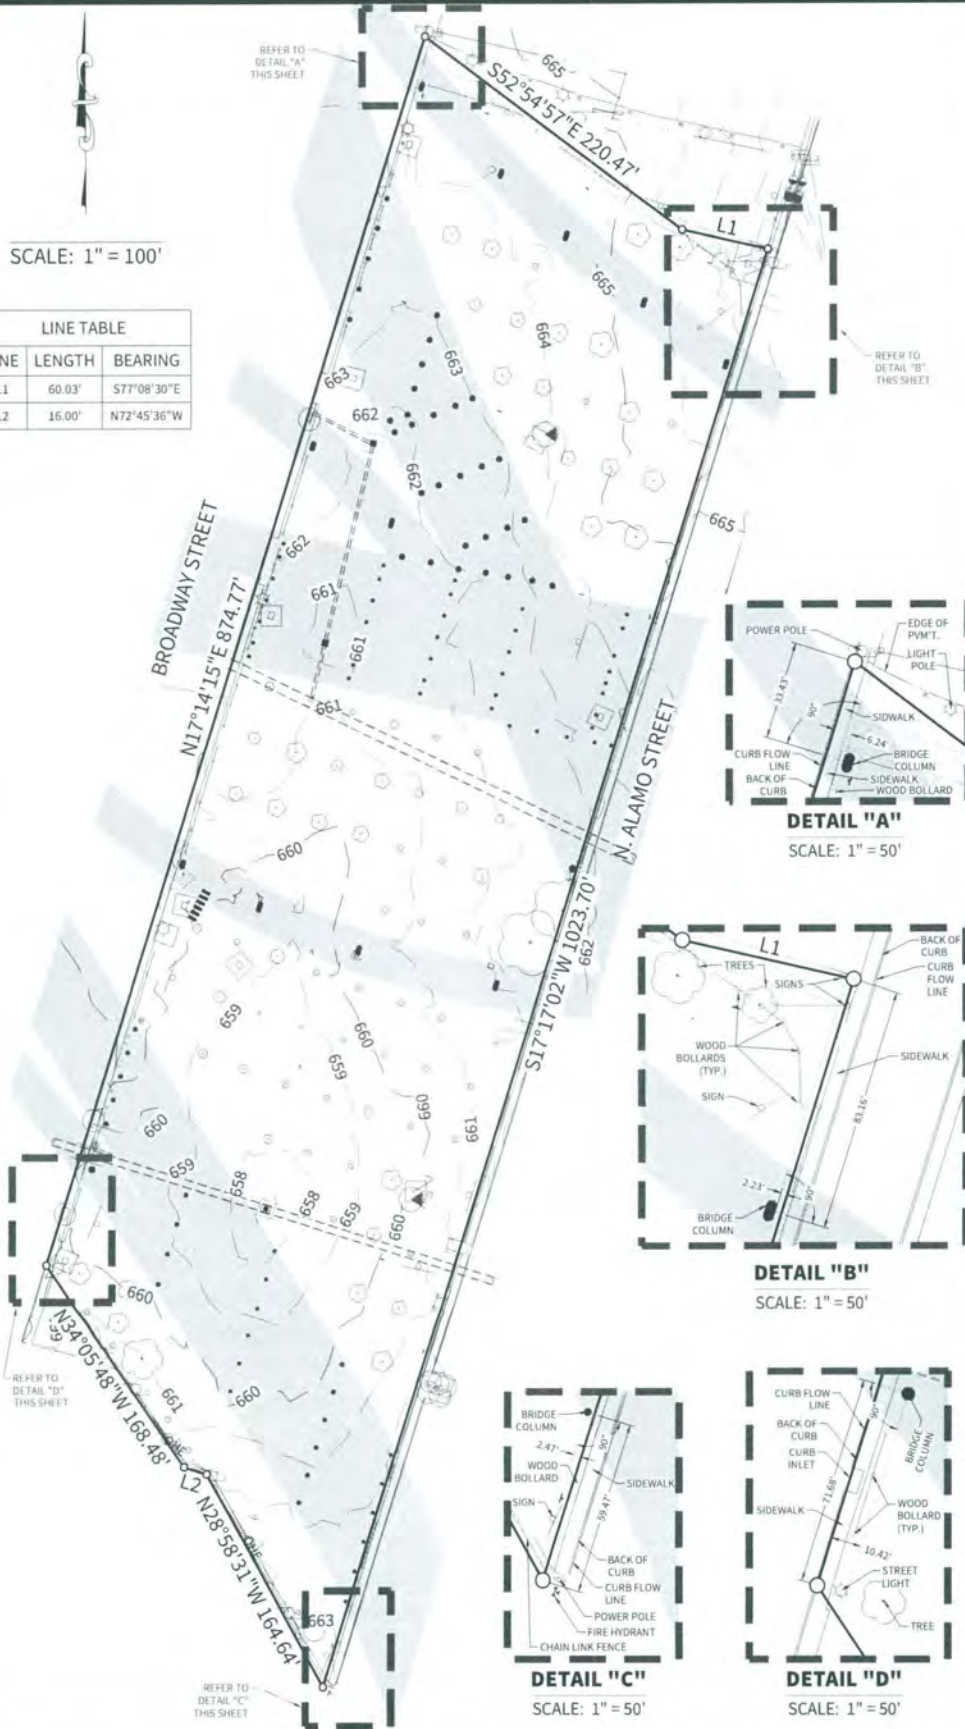 REFER TO
DETAIL "A"
THIS SHEET
665
S52°54'57"E 220.47'
L1
SCALE: 1" = 100'
LINE TABLE
LENGTH BEARING
60.03' S77°08'30"E
16.00' N72°45'36"W
665
664
663
663
662
662
REFER TO
DETAIL "B"
THIS SHEET
665
662
661
661
BROADWAY STREET
N17°14'15"E 874.77'
661
N. ALAMO STREET
S17°17'02"W 1023.70'
660
662
659
660
659
660
661
660
659
658
658
659
660
660
N34°05'48"W 168.48'
REFER TO
DETAIL "D"
THIS SHEET
661
660
OHE
L2
N28°58'31"W 164.64'
OHE
663
REFER TO
DETAIL "C"
THIS SHEET
POWER POLE
EDGE OF
PVM'T.
LIGHT
POLE
33.43'
90°
SIDWALK
6.24'
CURB FLOW
LINE
BRIDGE
COLUMN
BACK OF
CURB
SIDEWALK
WOOD BOLLARD
DETAIL "A"
SCALE: 1" = 50'
L1
BACK OF
CURB
TREES
SIGNS
CURB
FLOW
LINE
WOOD
BOLLARDS
(TYP.)
SIDEWALK
SIGN
83.16'
2.23'
90°
BRIDGE
COLUMN
DETAIL "B"
SCALE: 1" = 50'
BRIDGE
COLUMN
90°
2.47'
WOOD
BOLLARD
SIDEWALK
SIGN
59.47'
BACK OF
CURB
CURB FLOW
LINE
POWER POLE
FIRE HYDRANT
CHAIN LINK FENCE
DETAIL "C"
SCALE: 1" = 50'
CURB FLOW
LINE
90°
BACK OF
CURB
BRIDGE
COLUMN
CURB
INLET
71.68'
SIDEWALK
WOOD
BOLLARD
(TYP.)
10.42'
STREET
LIGHT
TREE
DETAIL "D"
SCALE: 1" = 50'